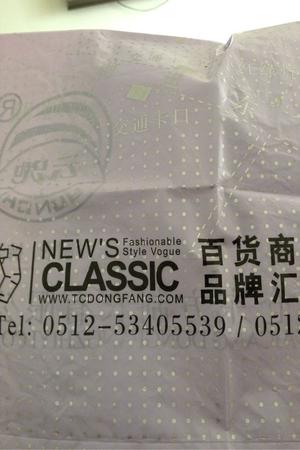 交通卡口
NEW'S Fashionable
Style Vogue
CLASSIC
WWW.TCDONGFANG.COM
百货商
品牌汇
Tel: 0512-53405539 / 0512